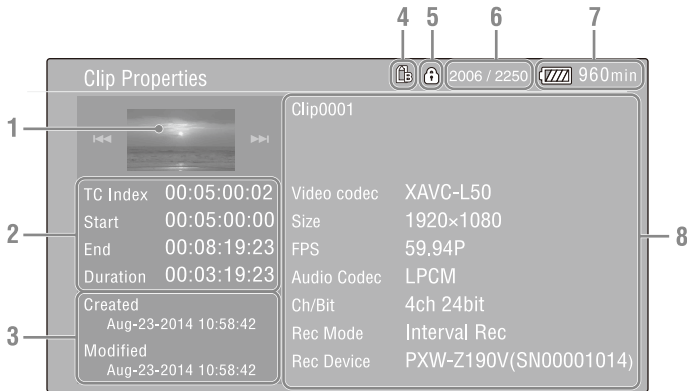 4 5 6 7
Clip Properties B 2006 / 2250 960min
1
Clip0001
2
TC Index 00:05:00:02
Start 00:05:00:00
End 00:08:19:23
Duration 00:03:19:23
3
Created
Aug-23-2014 10:58:42
Modified
Aug-23-2014 10:58:42
Video codec XAVC-L50
Size 1920×1080
FPS 59.94P
Audio Codec LPCM
Ch/Bit 4ch 24bit
Rec Mode Interval Rec
Rec Device PXW-Z190V(SN00001014)
8